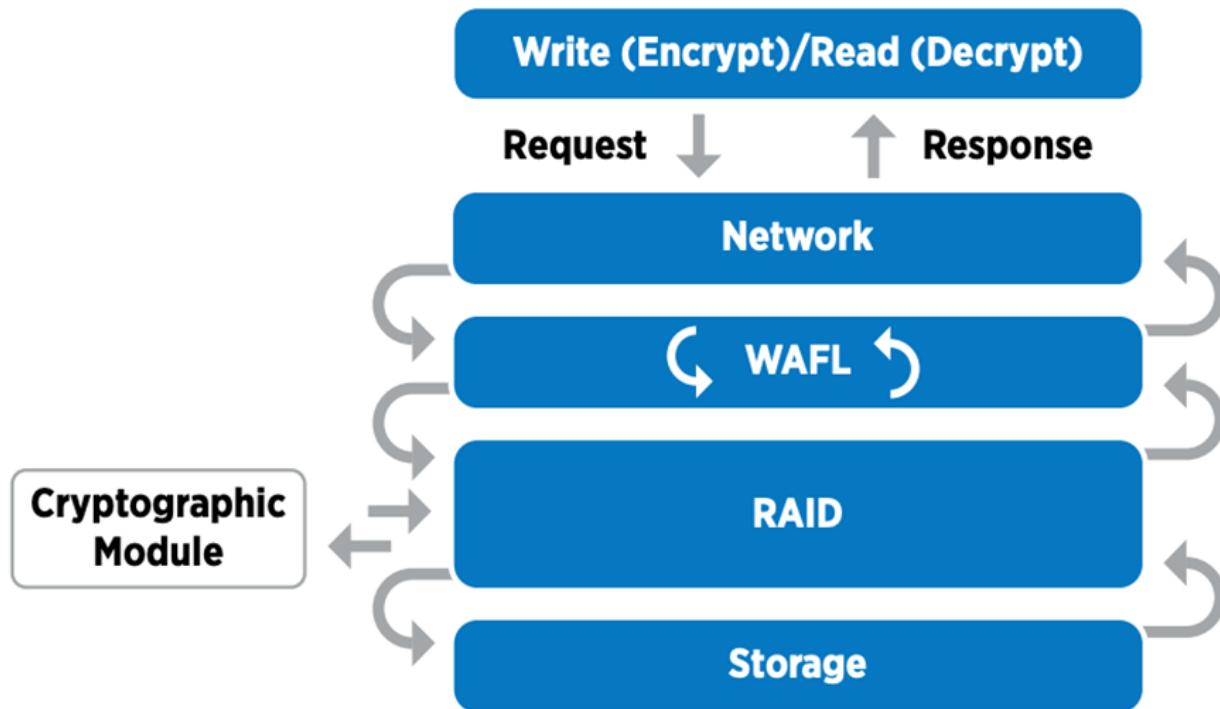 Write (Encrypt)/Read (Decrypt)
Request
Response
Network
WAFL
RAID
Cryptographic
Module
Storage